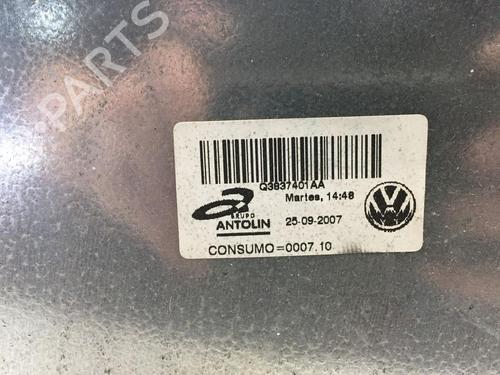 PARTS
Q3837401AA
Martes, 14:48
GRUPO
ANTOLIN
25-09-2007
CONSUMO=0007.10